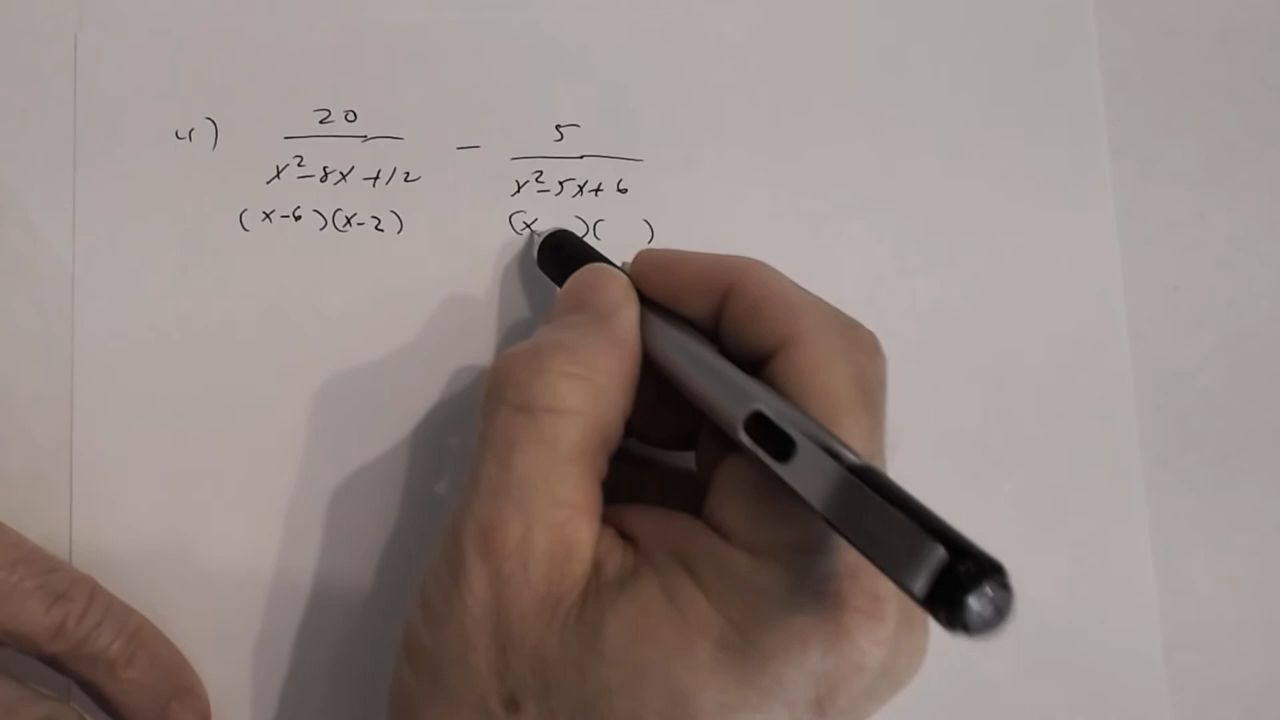 4) 20/(x²-8x+12) - 5/(x²-5x+6)
(x-6)(x-2) (x )( )